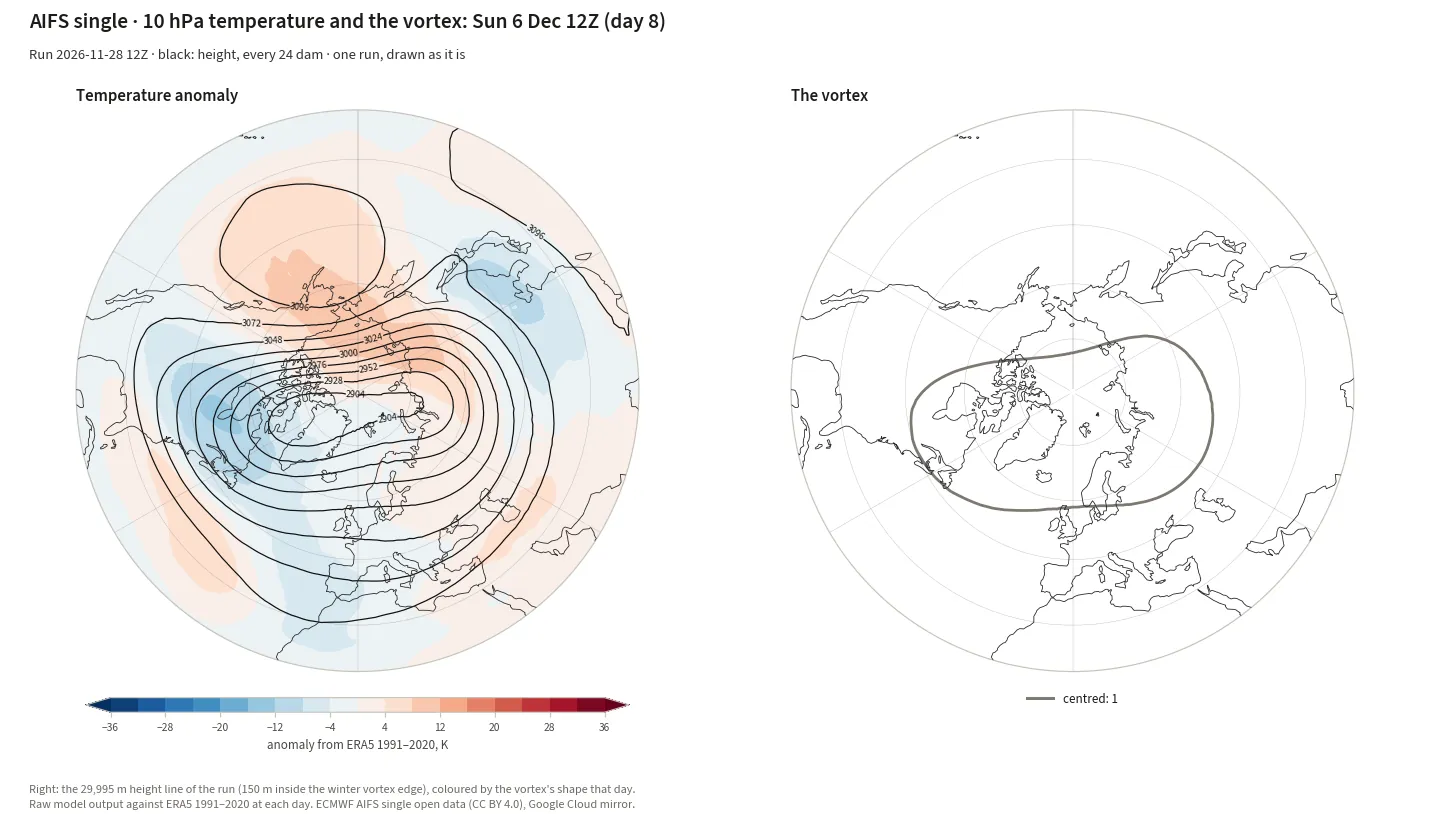 AIFS single · 10 hPa temperature and the vortex: Sun 6 Dec 12Z (day 8)
Run 2026-11-28 12Z · black: height, every 24 dam · one run, drawn as it is
Temperature anomaly
The vortex
3096
3096
3072
3048
3024
3000
2976
2952
2928
2904
2904
centred: 1
−36 −28 −20 −12 −4 4 12 20 28 36
anomaly from ERA5 1991–2020, K
Right: the 29,995 m height line of the run (150 m inside the winter vortex edge), coloured by the vortex's shape that day.
Raw model output against ERA5 1991–2020 at each day. ECMWF AIFS single open data (CC BY 4.0), Google Cloud mirror.